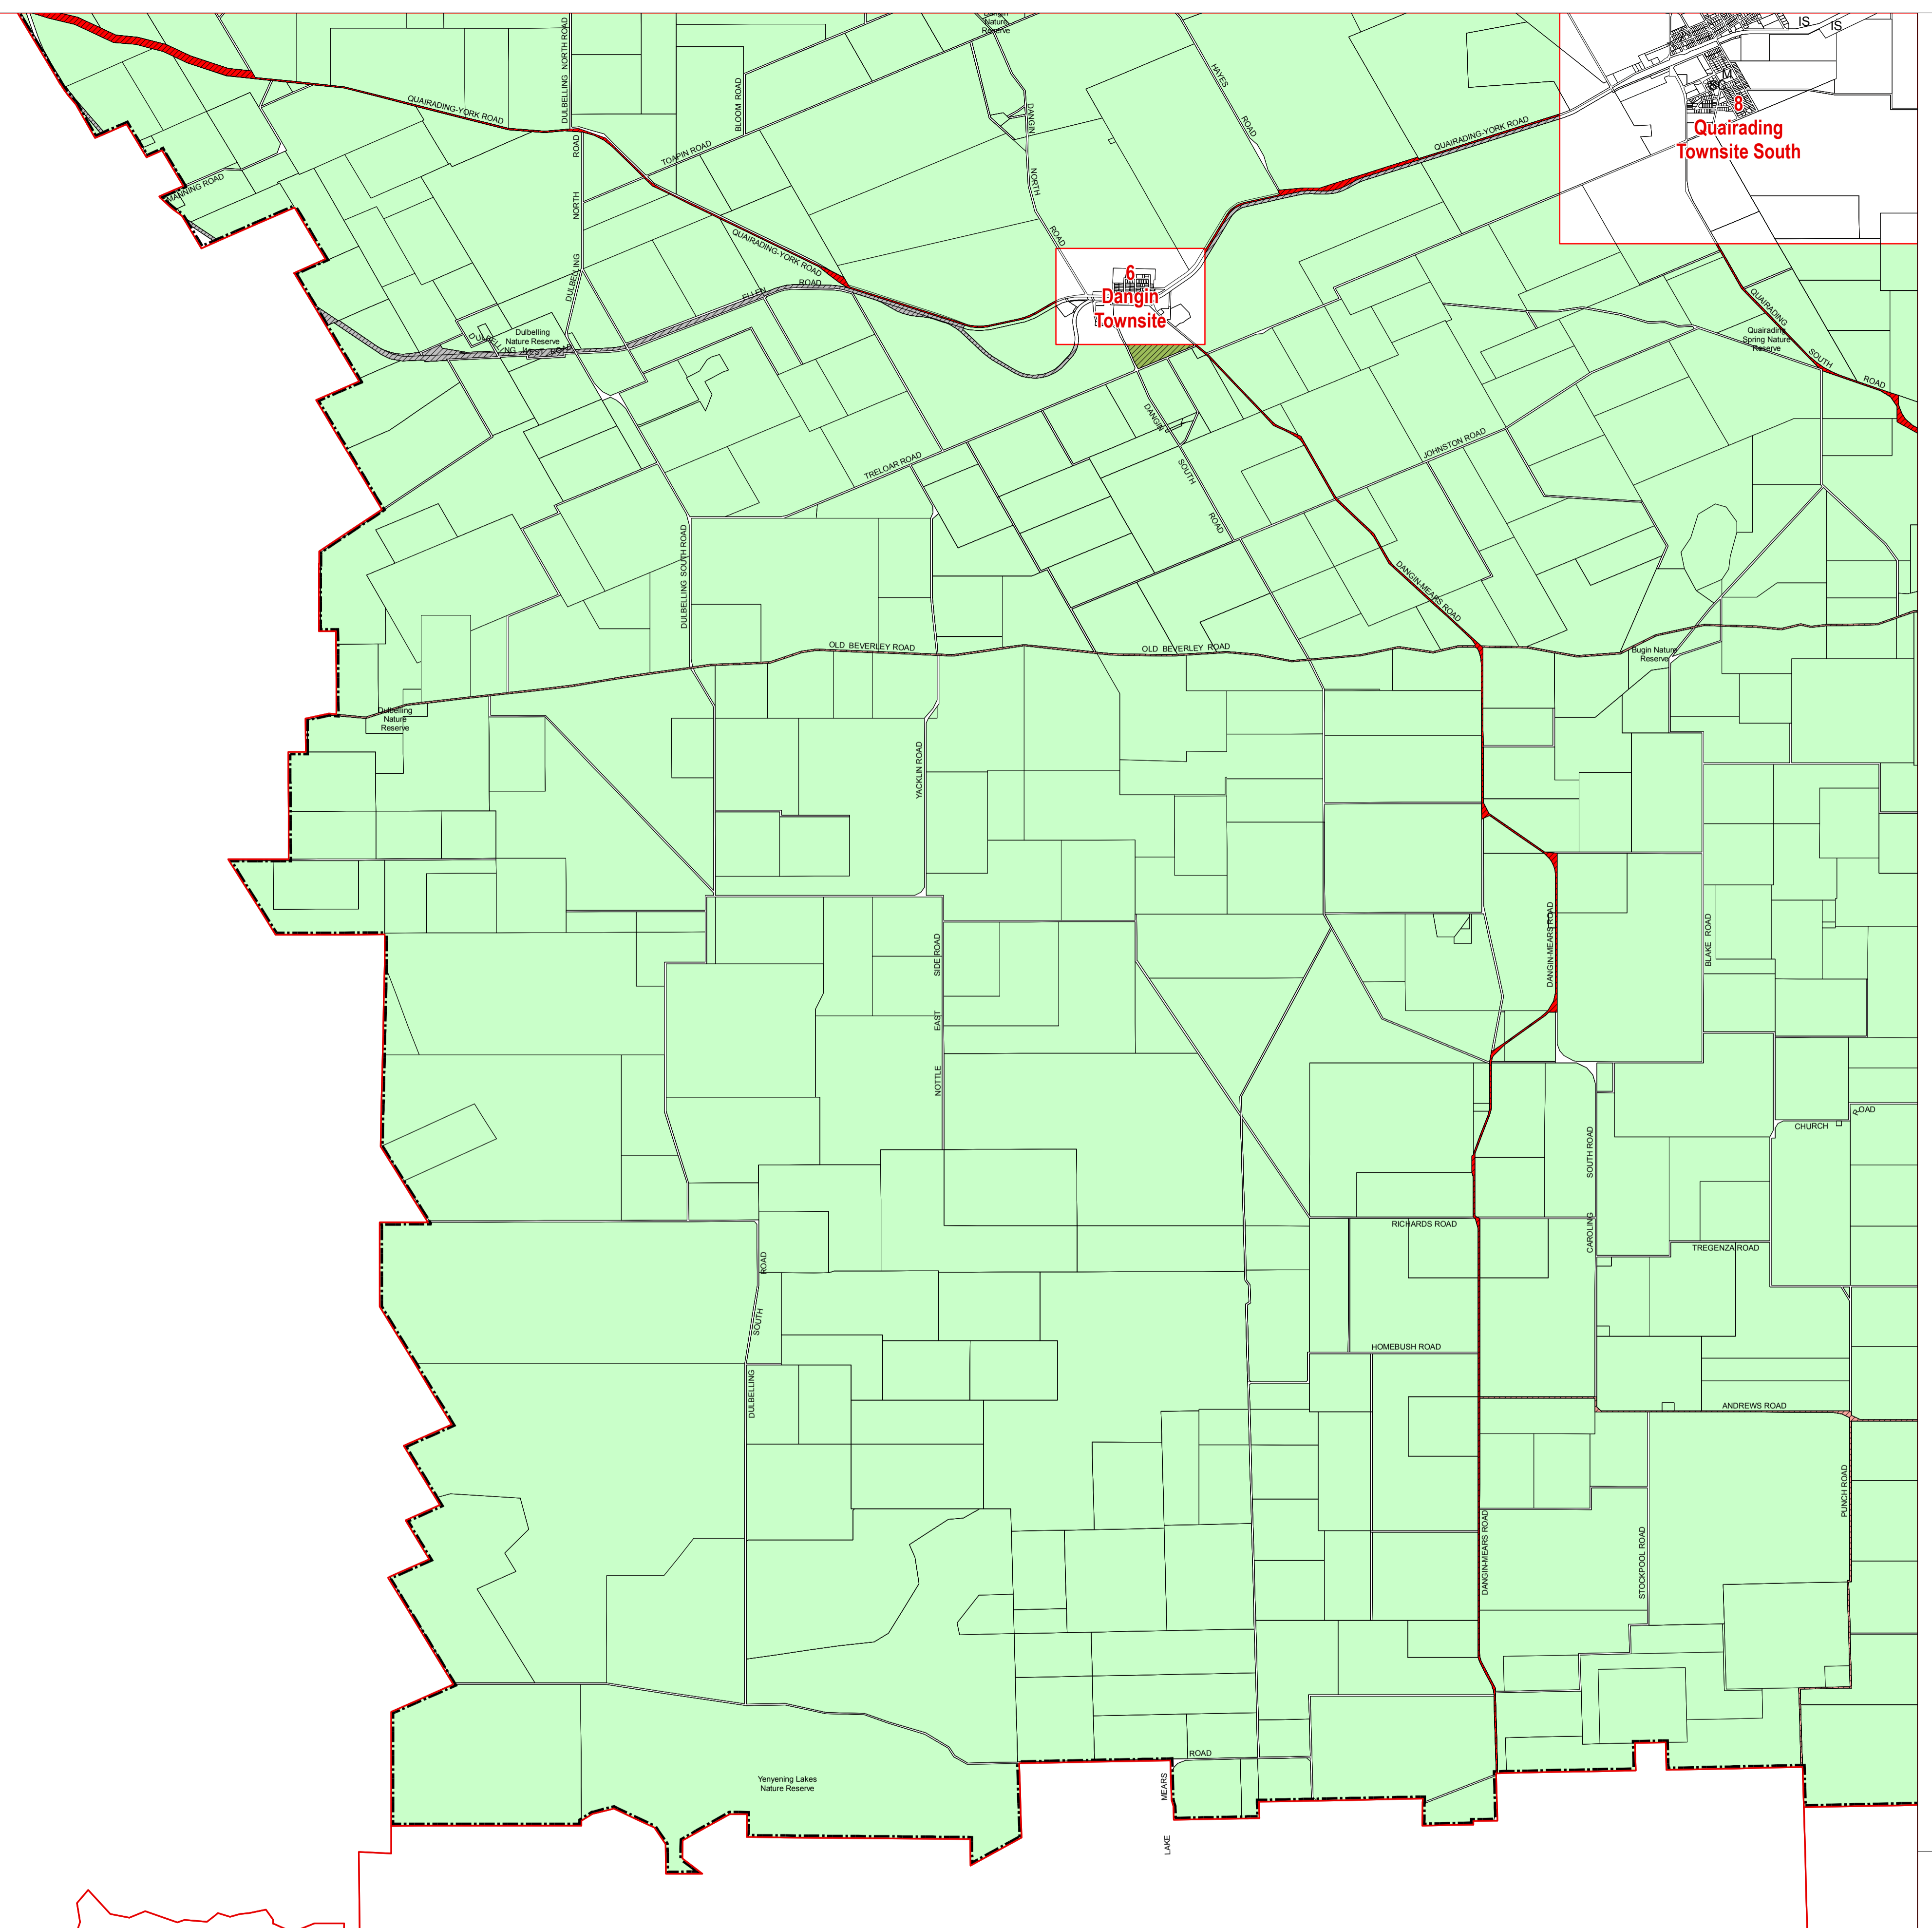 Dangin
Nature
Reserve
IS
IS
M
SC
8
Quairading
Townsite South
DULBELLING NORTH ROAD
BLOOM ROAD
HAYES
ROAD
QUAIRADING-YORK ROAD
TOAPIN ROAD
DANGIN
NORTH
ROAD
QUAIRADING-YORK ROAD
MANNING ROAD
DULBELLING
NORTH
ROAD
QUAIRADING-YORK ROAD
ELLEN
ROAD
6
Dangin
Townsite
Dulbelling
Nature Reserve
DULBELLING WEST ROAD
QUAIRADING
SOUTH
ROAD
Quairading
Spring Nature
Reserve
DANGIN
SOUTH
ROAD
TRELOAR ROAD
JOHNSTON ROAD
DULBELLING SOUTH ROAD
DANGIN-MEARS ROAD
OLD BEVERLEY ROAD
OLD BEVERLEY ROAD
Bugin Nature
Reserve
Dulbelling
Nature
Reserve
YACKLIN ROAD
NOTTLE
EAST
SIDE ROAD
DANGIN-MEARS ROAD
BLAKE ROAD
CHURCH
ROAD
CAROLING
SOUTH ROAD
RICHARDS ROAD
TREGENZA ROAD
DULBELLING
SOUTH
ROAD
HOMEBUSH ROAD
ANDREWS ROAD
DANGIN-MEARS ROAD
STOCKPOOL ROAD
PUNCH ROAD
Yenyening Lakes
Nature Reserve
LAKE
MEARS
ROAD